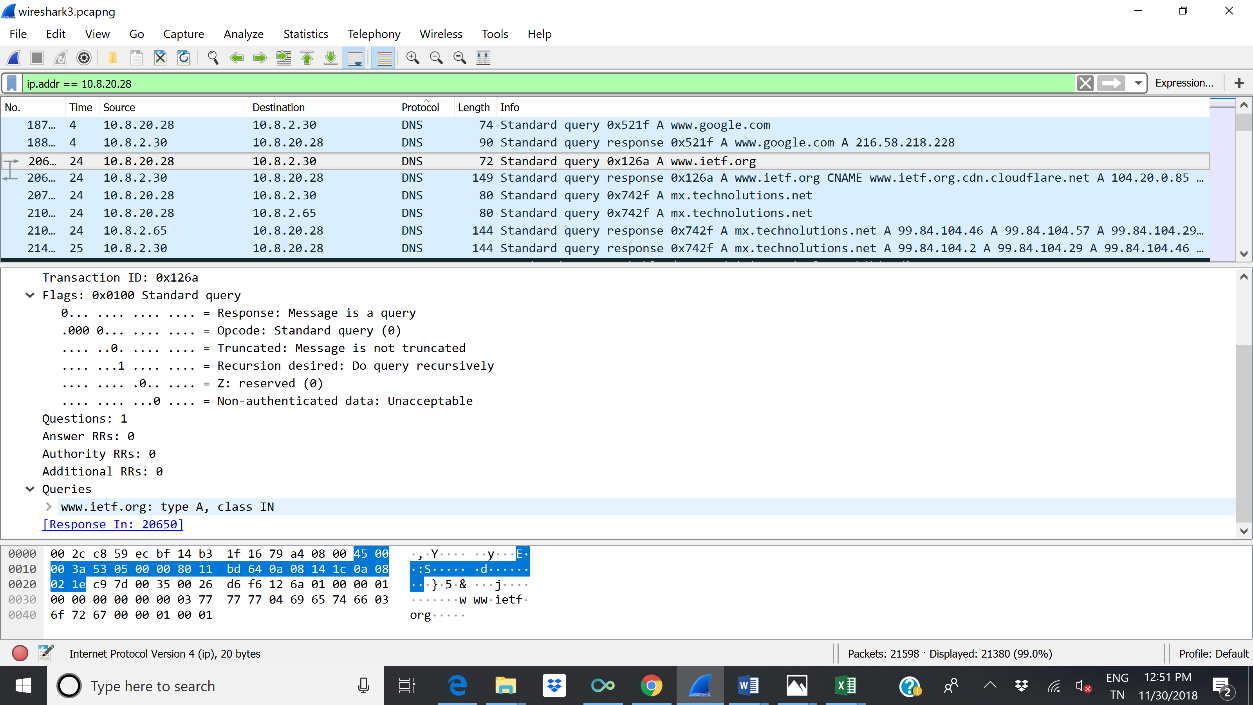 wireshark3.pcapng
File Edit View Go Capture Analyze Statistics Telephony Wireless Tools Help
ip.addr == 10.8.20.28 Expression... +
No. Time Source Destination Protocol Length Info
187... 4 10.8.20.28 10.8.2.30 DNS 74 Standard query 0x521f A www.google.com
188... 4 10.8.2.30 10.8.20.28 DNS 90 Standard query response 0x521f A www.google.com A 216.58.218.228
206... 24 10.8.20.28 10.8.2.30 DNS 72 Standard query 0x126a A www.ietf.org
206... 24 10.8.2.30 10.8.20.28 DNS 149 Standard query response 0x126a A www.ietf.org CNAME www.ietf.org.cdn.cloudflare.net A 104.20.0.85 ...
207... 24 10.8.20.28 10.8.2.30 DNS 80 Standard query 0x742f A mx.technolutions.net
210... 24 10.8.20.28 10.8.2.65 DNS 80 Standard query 0x742f A mx.technolutions.net
210... 24 10.8.2.65 10.8.20.28 DNS 144 Standard query response 0x742f A mx.technolutions.net A 99.84.104.46 A 99.84.104.57 A 99.84.104.29...
214... 25 10.8.2.30 10.8.20.28 DNS 144 Standard query response 0x742f A mx.technolutions.net A 99.84.104.2 A 99.84.104.29 A 99.84.104.46 ...
Transaction ID: 0x126a
Flags: 0x0100 Standard query
0... .... .... .... = Response: Message is a query
.000 0... .... .... = Opcode: Standard query (0)
.... ..0. .... .... = Truncated: Message is not truncated
.... ...1 .... .... = Recursion desired: Do query recursively
.... .... .0.. .... = Z: reserved (0)
.... .... ...0 .... = Non-authenticated data: Unacceptable
Questions: 1
Answer RRs: 0
Authority RRs: 0
Additional RRs: 0
Queries
www.ietf.org: type A, class IN
[Response In: 20650]
0000 00 2c c8 59 ec bf 14 b3 1f 16 79 a4 08 00 45 00 ·,·Y···· ··y···E·
0010 00 3a 53 05 00 00 80 11 bd 64 0a 08 14 1c 0a 08 ·:S····· ·d······
0020 02 1e c9 7d 00 35 00 26 d6 f6 12 6a 01 00 00 01 ···}·5·& ···j····
0030 00 00 00 00 00 00 03 77 77 77 04 69 65 74 66 03 ·······w ww·ietf·
0040 6f 72 67 00 00 01 00 01 org·····
Internet Protocol Version 4 (ip), 20 bytes Packets: 21598 · Displayed: 21380 (99.0%) Profile: Default
Type here to search
ENG 12:51 PM
TN 11/30/2018 2